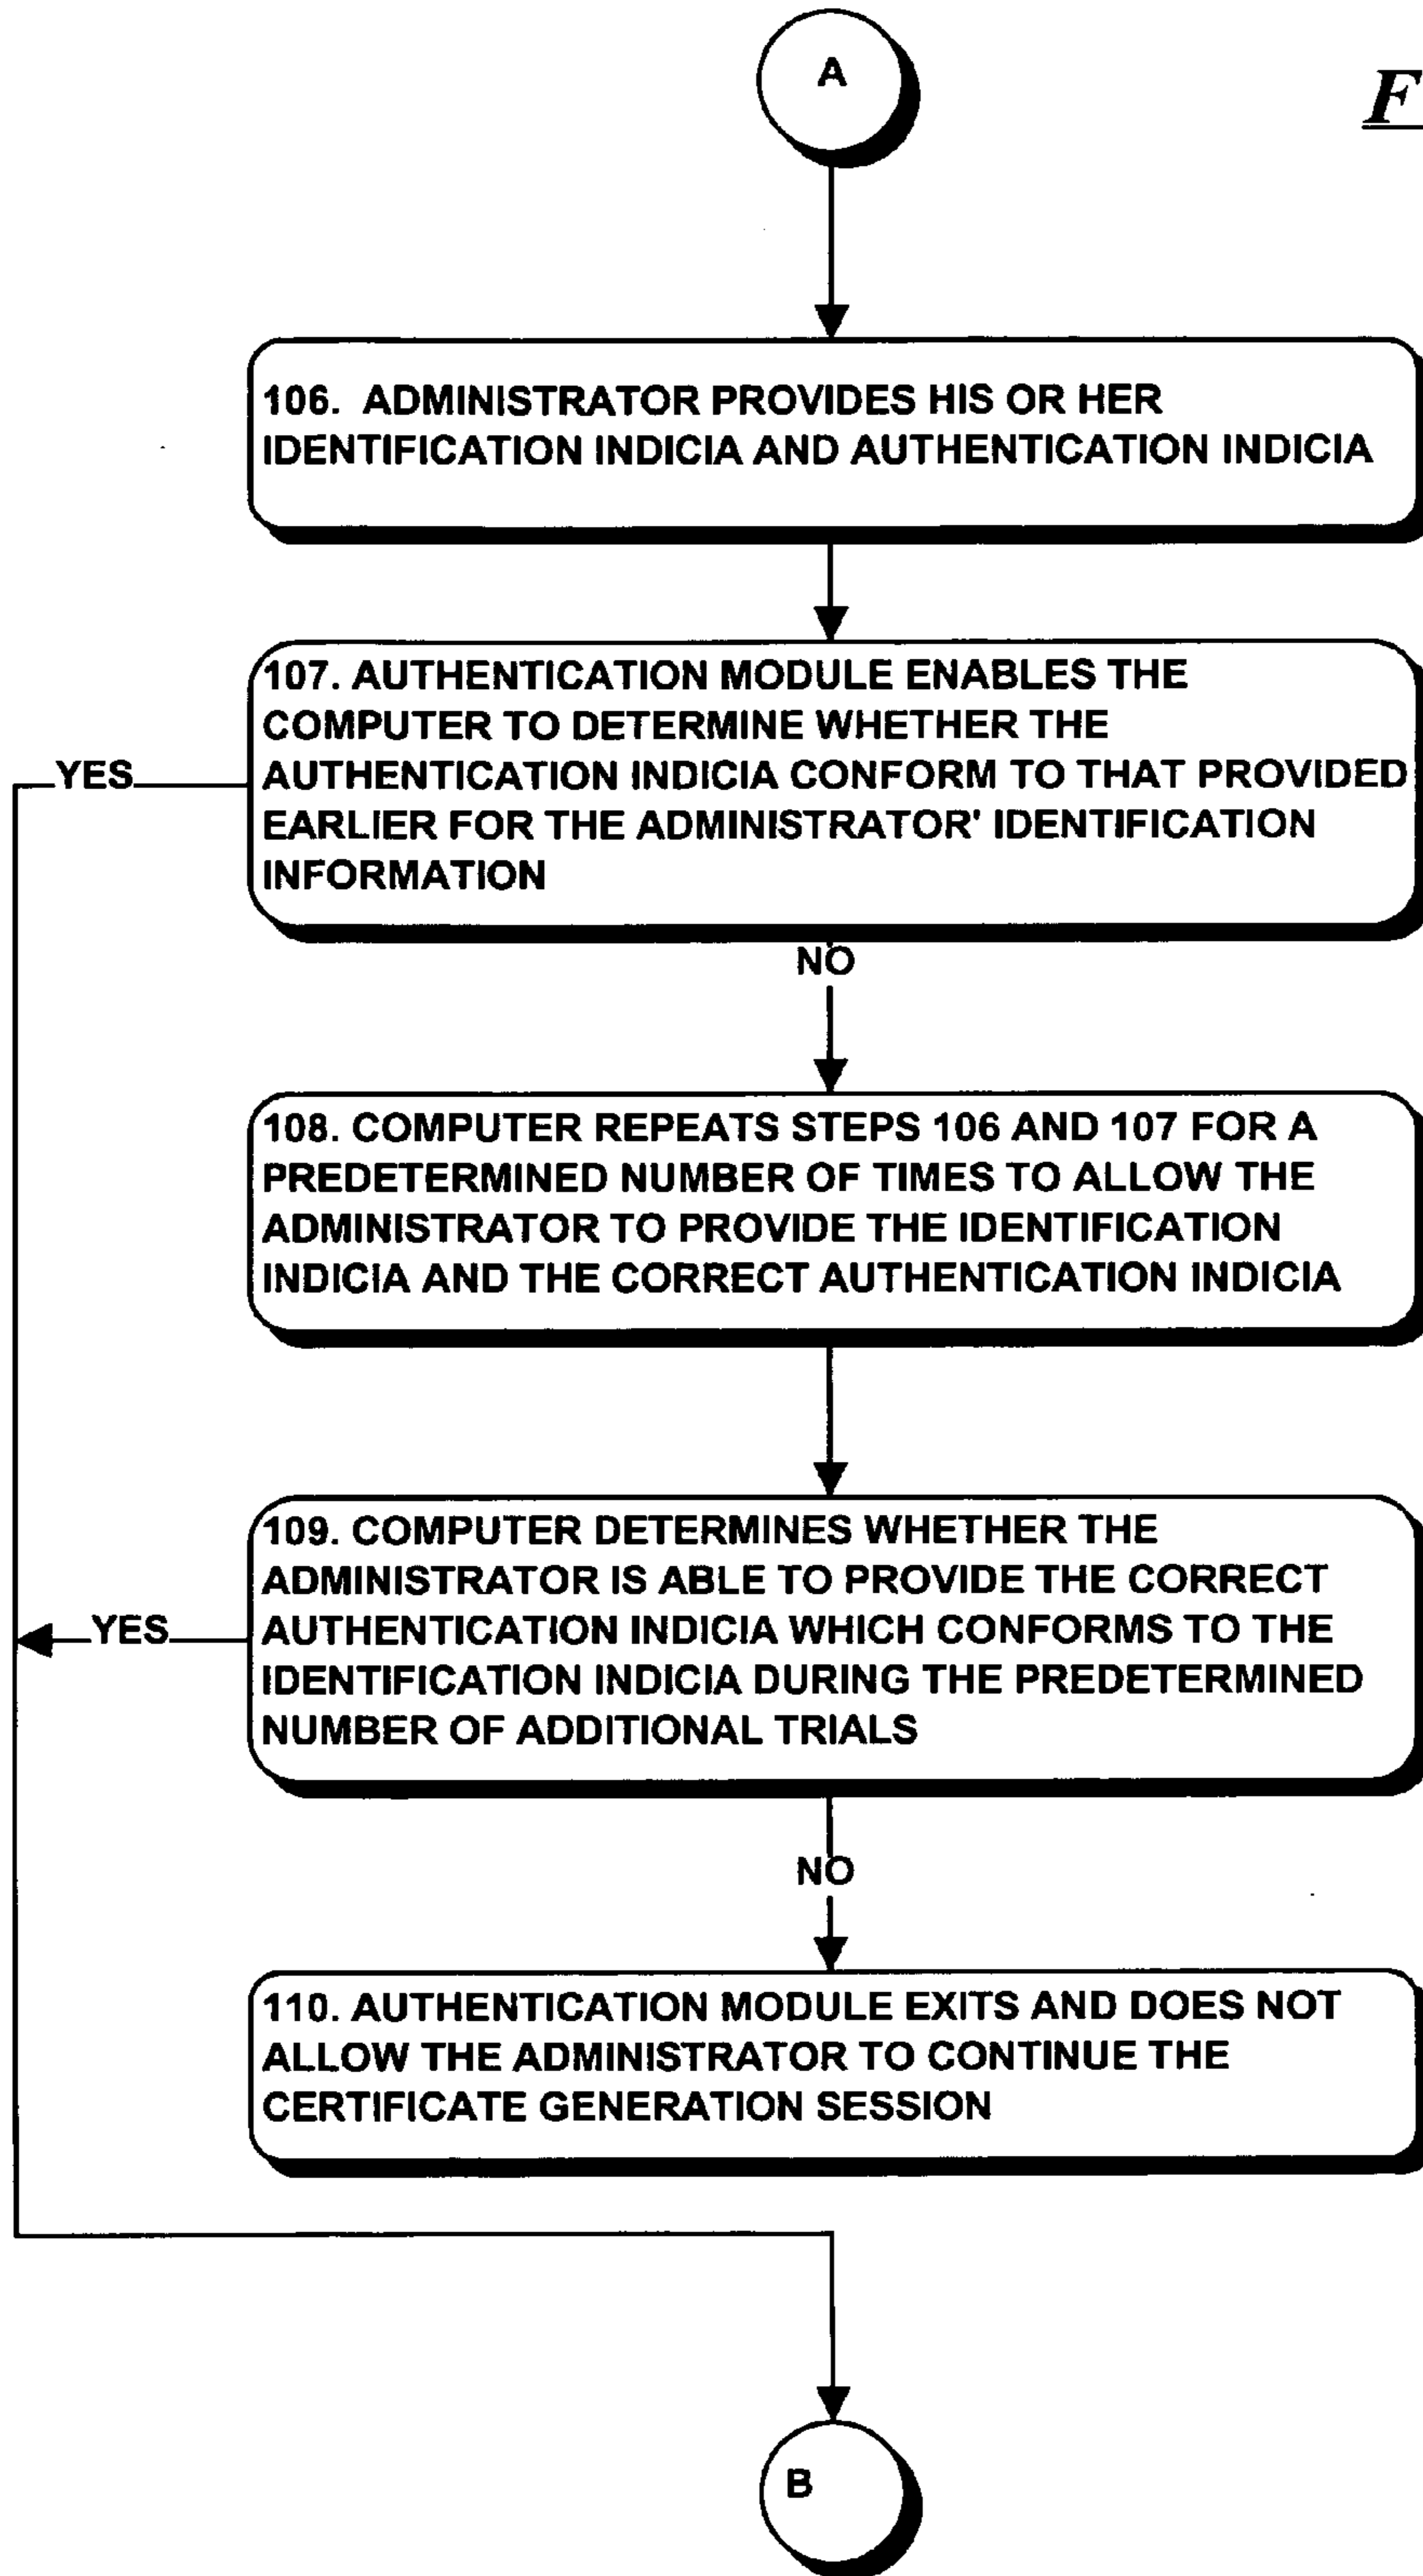 A
F
106. ADMINISTRATOR PROVIDES HIS OR HER
IDENTIFICATION INDICIA AND AUTHENTICATION INDICIA
107. AUTHENTICATION MODULE ENABLES THE
COMPUTER TO DETERMINE WHETHER THE
AUTHENTICATION INDICIA CONFORM TO THAT PROVIDED
EARLIER FOR THE ADMINISTRATOR' IDENTIFICATION
INFORMATION
YES
NO
108. COMPUTER REPEATS STEPS 106 AND 107 FOR A
PREDETERMINED NUMBER OF TIMES TO ALLOW THE
ADMINISTRATOR TO PROVIDE THE IDENTIFICATION
INDICIA AND THE CORRECT AUTHENTICATION INDICIA
109. COMPUTER DETERMINES WHETHER THE
ADMINISTRATOR IS ABLE TO PROVIDE THE CORRECT
AUTHENTICATION INDICIA WHICH CONFORMS TO THE
IDENTIFICATION INDICIA DURING THE PREDETERMINED
NUMBER OF ADDITIONAL TRIALS
YES
NO
110. AUTHENTICATION MODULE EXITS AND DOES NOT
ALLOW THE ADMINISTRATOR TO CONTINUE THE
CERTIFICATE GENERATION SESSION
B